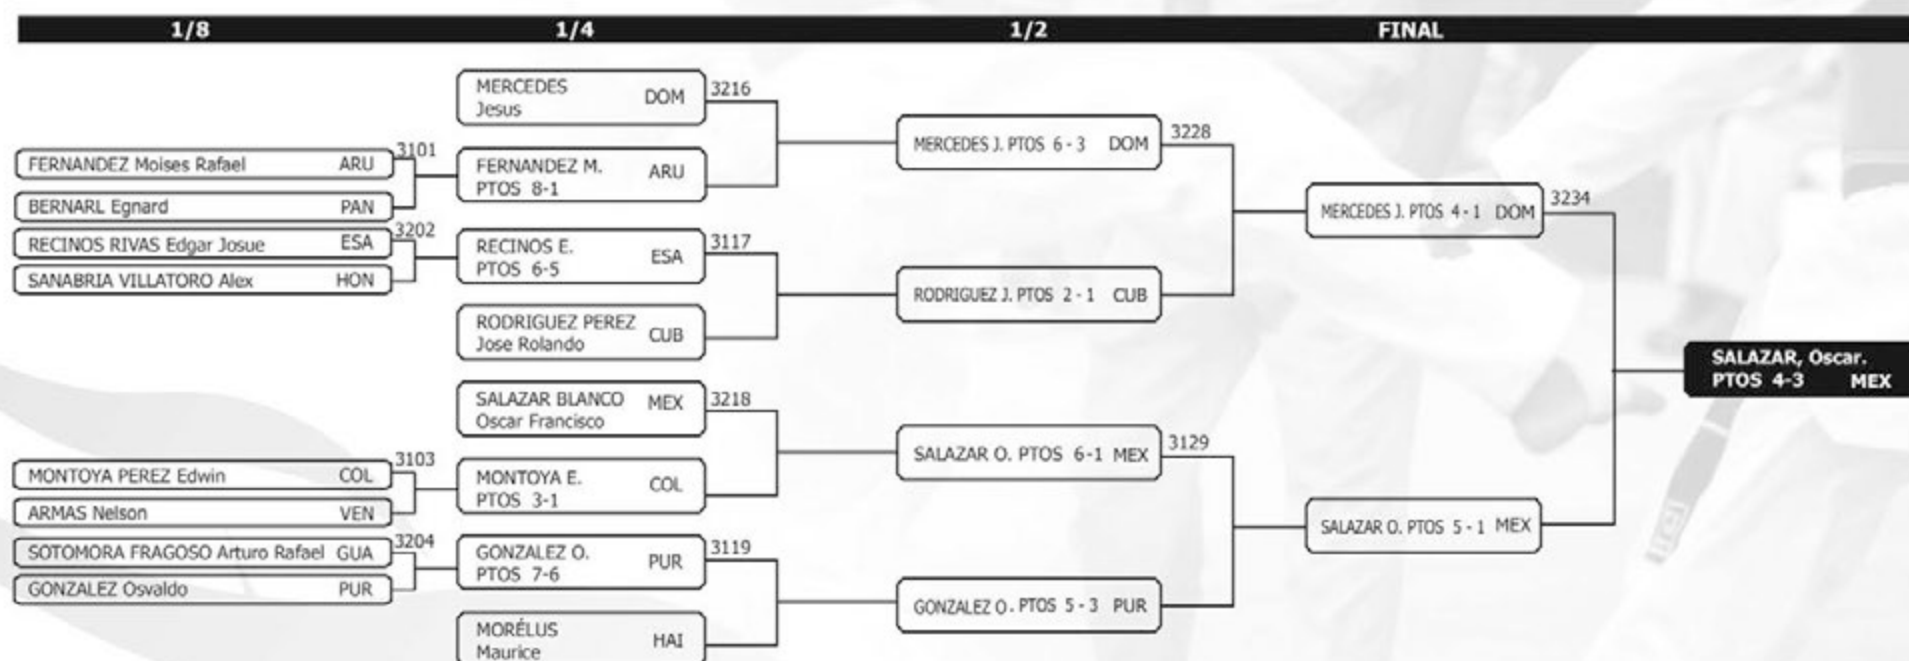 1/8 1/4 1/2 FINAL
MERCEDES
Jesus DOM
3216
FERNANDEZ Moises Rafael ARU
3101
BERNARL Egnard PAN
FERNANDEZ M.
PTOS 8-1 ARU
MERCEDES J. PTOS 6 - 3 DOM
3228
RECINOS RIVAS Edgar Josue ESA
3202
SANABRIA VILLATORO Alex HON
RECINOS E.
PTOS 6-5 ESA
3117
RODRIGUEZ PEREZ
Jose Rolando CUB
RODRIGUEZ J. PTOS 2 - 1 CUB
MERCEDES J. PTOS 4 - 1 DOM
3234
SALAZAR, Oscar.
PTOS 4-3 MEX
SALAZAR BLANCO
Oscar Francisco MEX
3218
MONTOYA PEREZ Edwin COL
3103
ARMAS Nelson VEN
MONTOYA E.
PTOS 3-1 COL
SALAZAR O. PTOS 6-1 MEX
3129
SOTOMORA FRAGOSO Arturo Rafael GUA
3204
GONZALEZ Osvaldo PUR
GONZALEZ O.
PTOS 7-6 PUR
3119
MORÉLUS
Maurice HAI
GONZALEZ O. PTOS 5 - 3 PUR
SALAZAR O. PTOS 5 - 1 MEX